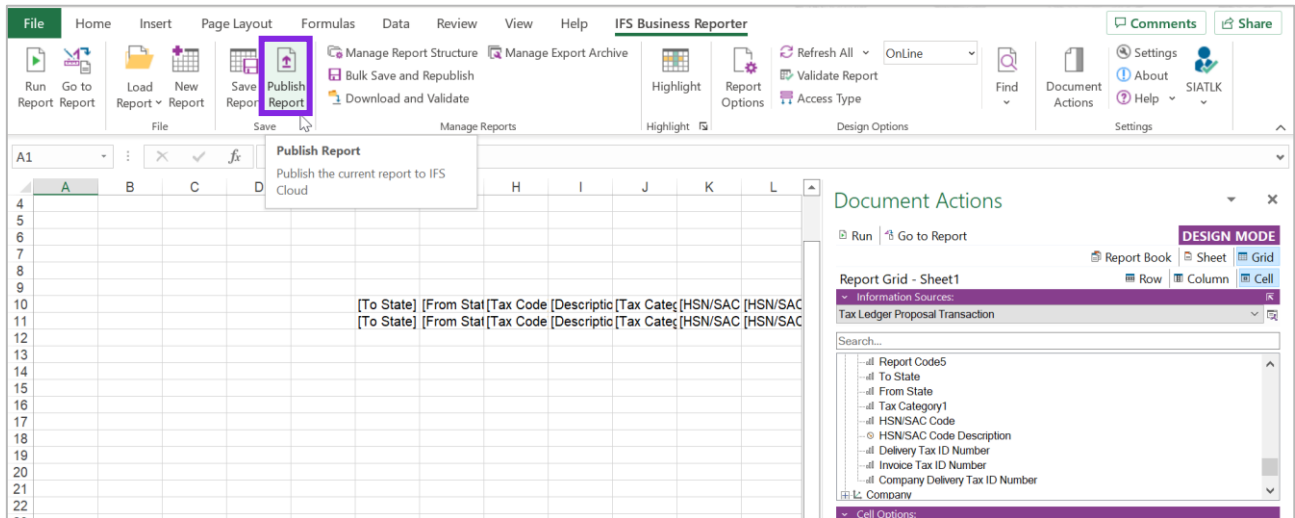 File Home Insert Page Layout Formulas Data Review View Help IFS Business Reporter Comments Share
Run Report Go to Report Load Report New Report Save Report Publish Report
Manage Report Structure Manage Export Archive
Bulk Save and Republish
Download and Validate
Highlight Report Options
Refresh All OnLine
Validate Report
Access Type
Find Document Actions
Settings
About
Help
SIATLK
File Save Manage Reports Highlight Design Options Settings
A1 fx
Publish Report
Publish the current report to IFS
Cloud
A B C D H I J K L
4
5
6
7
8
9
10 [To State] [From Stat [Tax Code [Descriptic [Tax Categ [HSN/SAC [HSN/SAC
11 [To State] [From Stat [Tax Code [Descriptic [Tax Categ [HSN/SAC [HSN/SAC
12
13
14
15
16
17
18
19
20
21
22
Document Actions
Run Go to Report DESIGN MODE
Report Book Sheet Grid
Report Grid - Sheet1 Row Column Cell
Information Sources:
Tax Ledger Proposal Transaction
Search...
Report Code5
To State
From State
Tax Category1
HSN/SAC Code
HSN/SAC Code Description
Delivery Tax ID Number
Invoice Tax ID Number
Company Delivery Tax ID Number
Company
Cell Options: